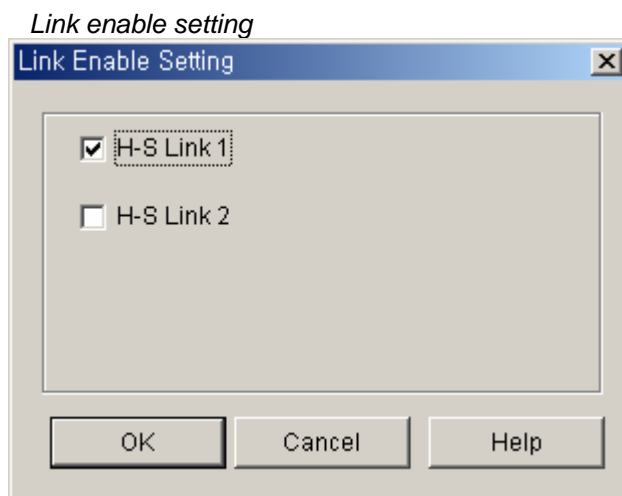 Link enable setting
Link Enable Setting
H-S Link 1
H-S Link 2
OK Cancel Help